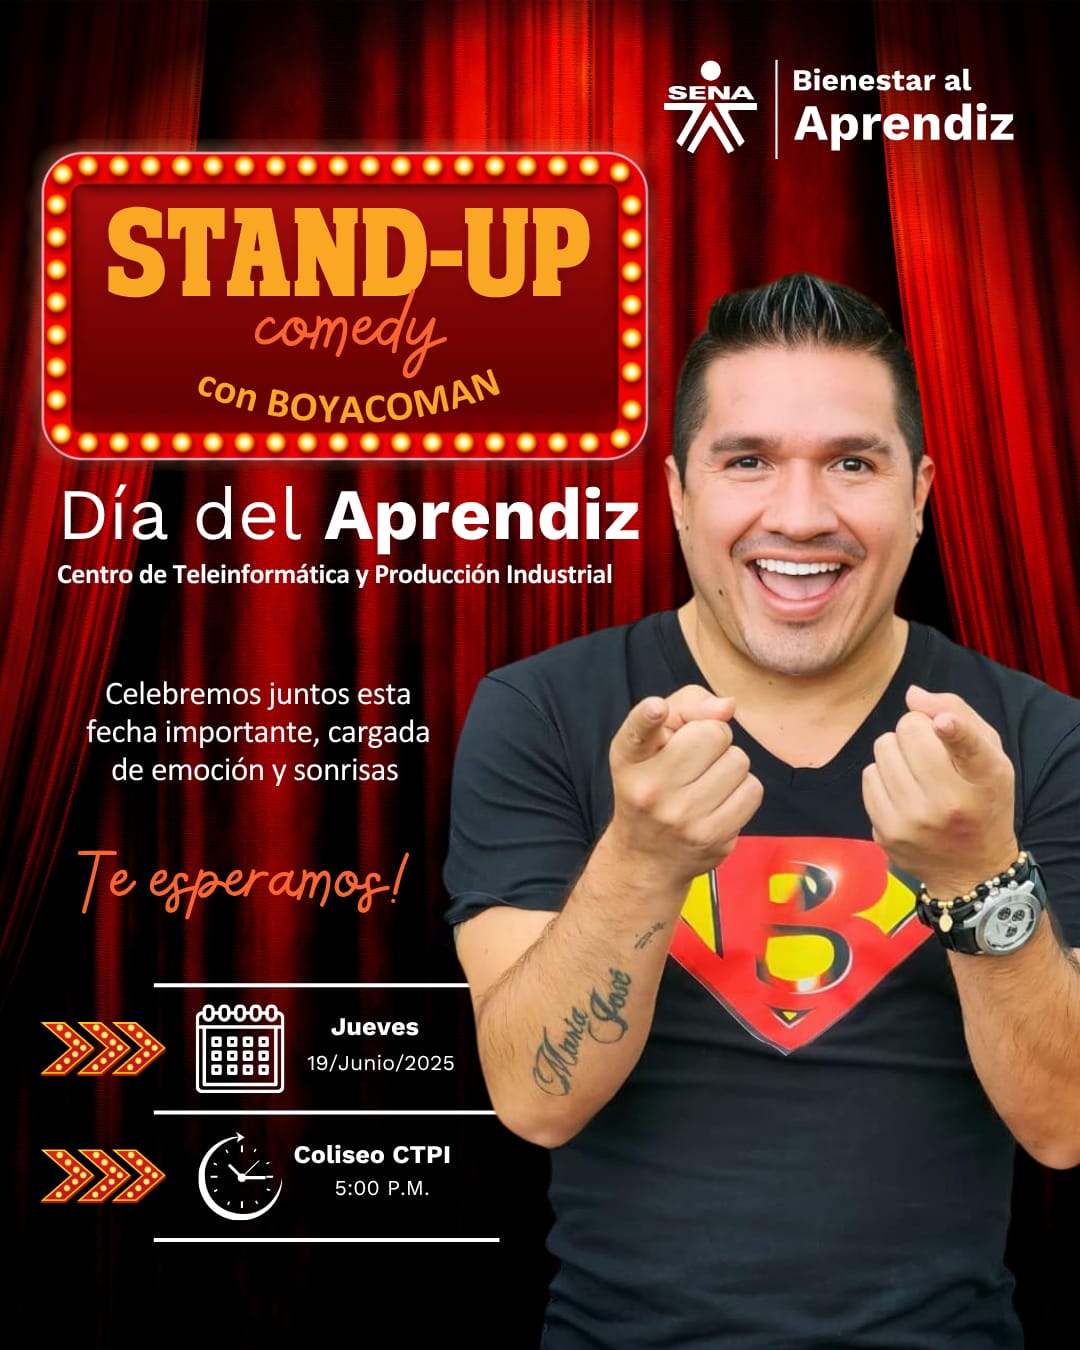 SENA
Bienestar al
Aprendiz
STAND-UP
comedy
con BOYACOMAN
Día del Aprendiz
Centro de Teleinformática y Producción Industrial
Celebremos juntos esta
fecha importante, cargada
de emoción y sonrisas
Te esperamos!
B
María
José
Jueves
19/Junio/2025
Coliseo CTPI
5:00 P.M.